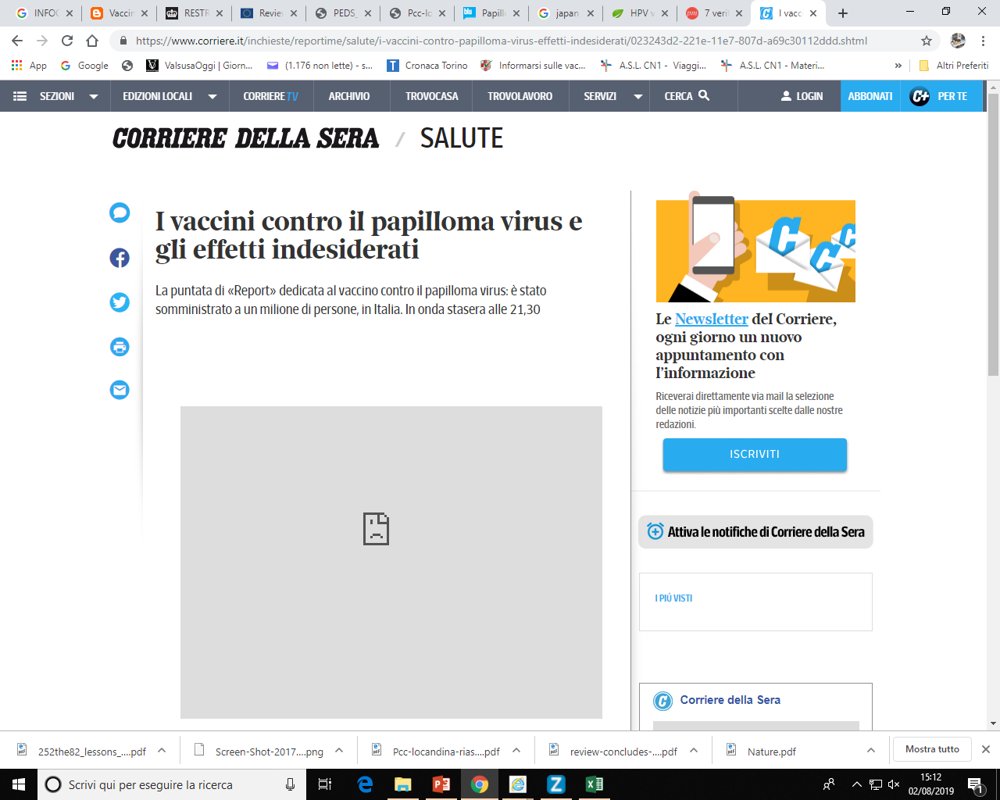 INFOC
Vaccin
RESTR
Review
PEDS_
Pcc-lo
Papill
japan
HPV v
7 veri
I vacc
https://www.corriere.it/inchieste/reportime/salute/i-vaccini-contro-papilloma-virus-effetti-indesiderati/023243d2-221e-11e7-807d-a69c30112ddd.shtml
App
Google
ValsusaOggi | Giorn...
(1.176 non lette) - s...
Cronaca Torino
Informarsi sulle vac...
A.S.L. CN1 - Viaggi...
A.S.L. CN1 - Materi...
»
Altri Preferiti
SEZIONI
EDIZIONI LOCALI
CORRIERE TV
ARCHIVIO
TROVOCASA
TROVOLAVORO
SERVIZI
CERCA
LOGIN
ABBONATI
C+ PER TE
CORRIERE DELLA SERA / SALUTE
I vaccini contro il papilloma virus e
gli effetti indesiderati
La puntata di «Report» dedicata al vaccino contro il papilloma virus: è stato
somministrato a un milione di persone, in Italia. In onda stasera alle 21,30
Le Newsletter del Corriere,
ogni giorno un nuovo
appuntamento con
l'informazione
Riceverai direttamente via mail la selezione
delle notizie più importanti scelte dalle nostre
redazioni.
ISCRIVITI
Attiva le notifiche di Corriere della Sera
I PIÚ VISTI
Corriere della Sera
252the82_lessons_....pdf
Screen-Shot-2017....png
Pcc-locandina-rias....pdf
review-concludes-....pdf
Nature.pdf
Mostra tutto
Scrivi qui per eseguire la ricerca
15:12
02/08/2019
1